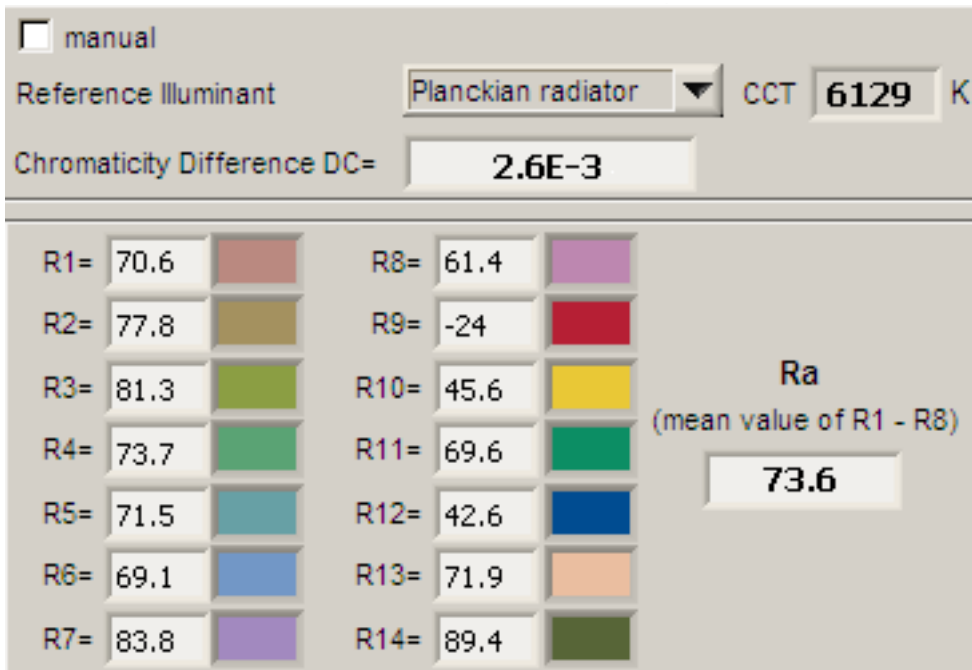 manual
Reference Illuminant Planckian radiator CCT 6129 K
Chromaticity Difference DC= 2.6E-3
R1= 70.6 R8= 61.4
R2= 77.8 R9= -24
R3= 81.3 R10= 45.6
Ra
(mean value of R1 - R8)
R4= 73.7 R11= 69.6
73.6
R5= 71.5 R12= 42.6
R6= 69.1 R13= 71.9
R7= 83.8 R14= 89.4